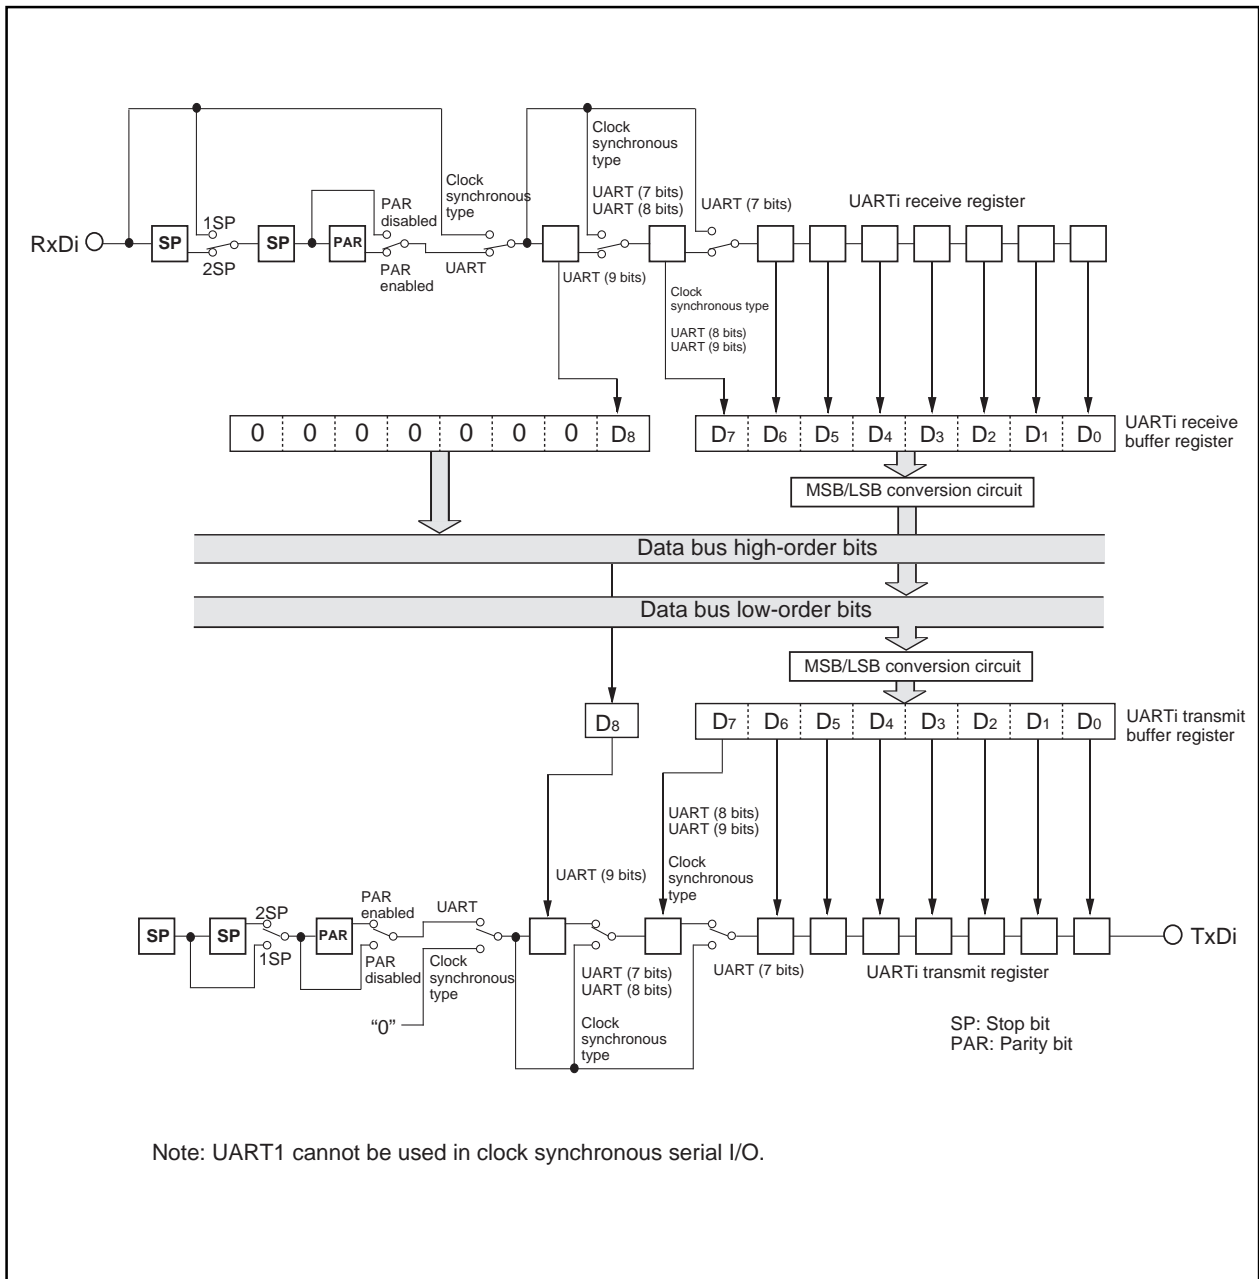 Clock
synchronous
type
UART (7 bits)
UART (8 bits)
UART (7 bits)
UARTi receive register
Clock
synchronous
type
PAR
disabled
1SP
RxDi
SP
SP
PAR
2SP
PAR
enabled
UART
UART (9 bits)
Clock
synchronous type
UART (8 bits)
UART (9 bits)
0 0 0 0 0 0 0 D8
D7 D6 D5 D4 D3 D2 D1 D0
UARTi receive
buffer register
MSB/LSB conversion circuit
Data bus high-order bits
Data bus low-order bits
MSB/LSB conversion circuit
D8
D7 D6 D5 D4 D3 D2 D1 D0
UARTi transmit
buffer register
UART (8 bits)
UART (9 bits)
Clock
synchronous
type
UART (9 bits)
PAR
enabled
UART
2SP
SP
SP
PAR
TxDi
1SP
PAR
disabled
Clock
synchronous
type
UART (7 bits)
UART (8 bits)
UART (7 bits)
UARTi transmit register
“0”
Clock
synchronous
type
SP: Stop bit
PAR: Parity bit
Note: UART1 cannot be used in clock synchronous serial I/O.